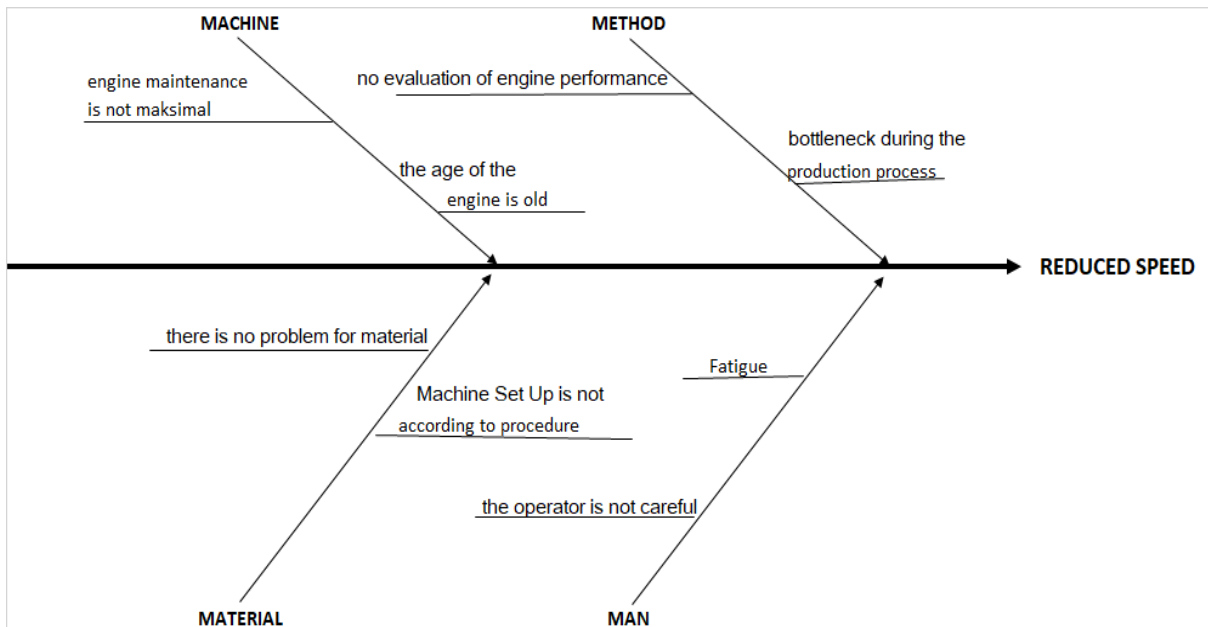 MACHINE
METHOD
engine maintenance
is not maksimal
no evaluation of engine performance
the age of the
engine is old
bottleneck during the
production process
REDUCED SPEED
there is no problem for material
Machine Set Up is not
according to procedure
Fatigue
the operator is not careful
MATERIAL
MAN